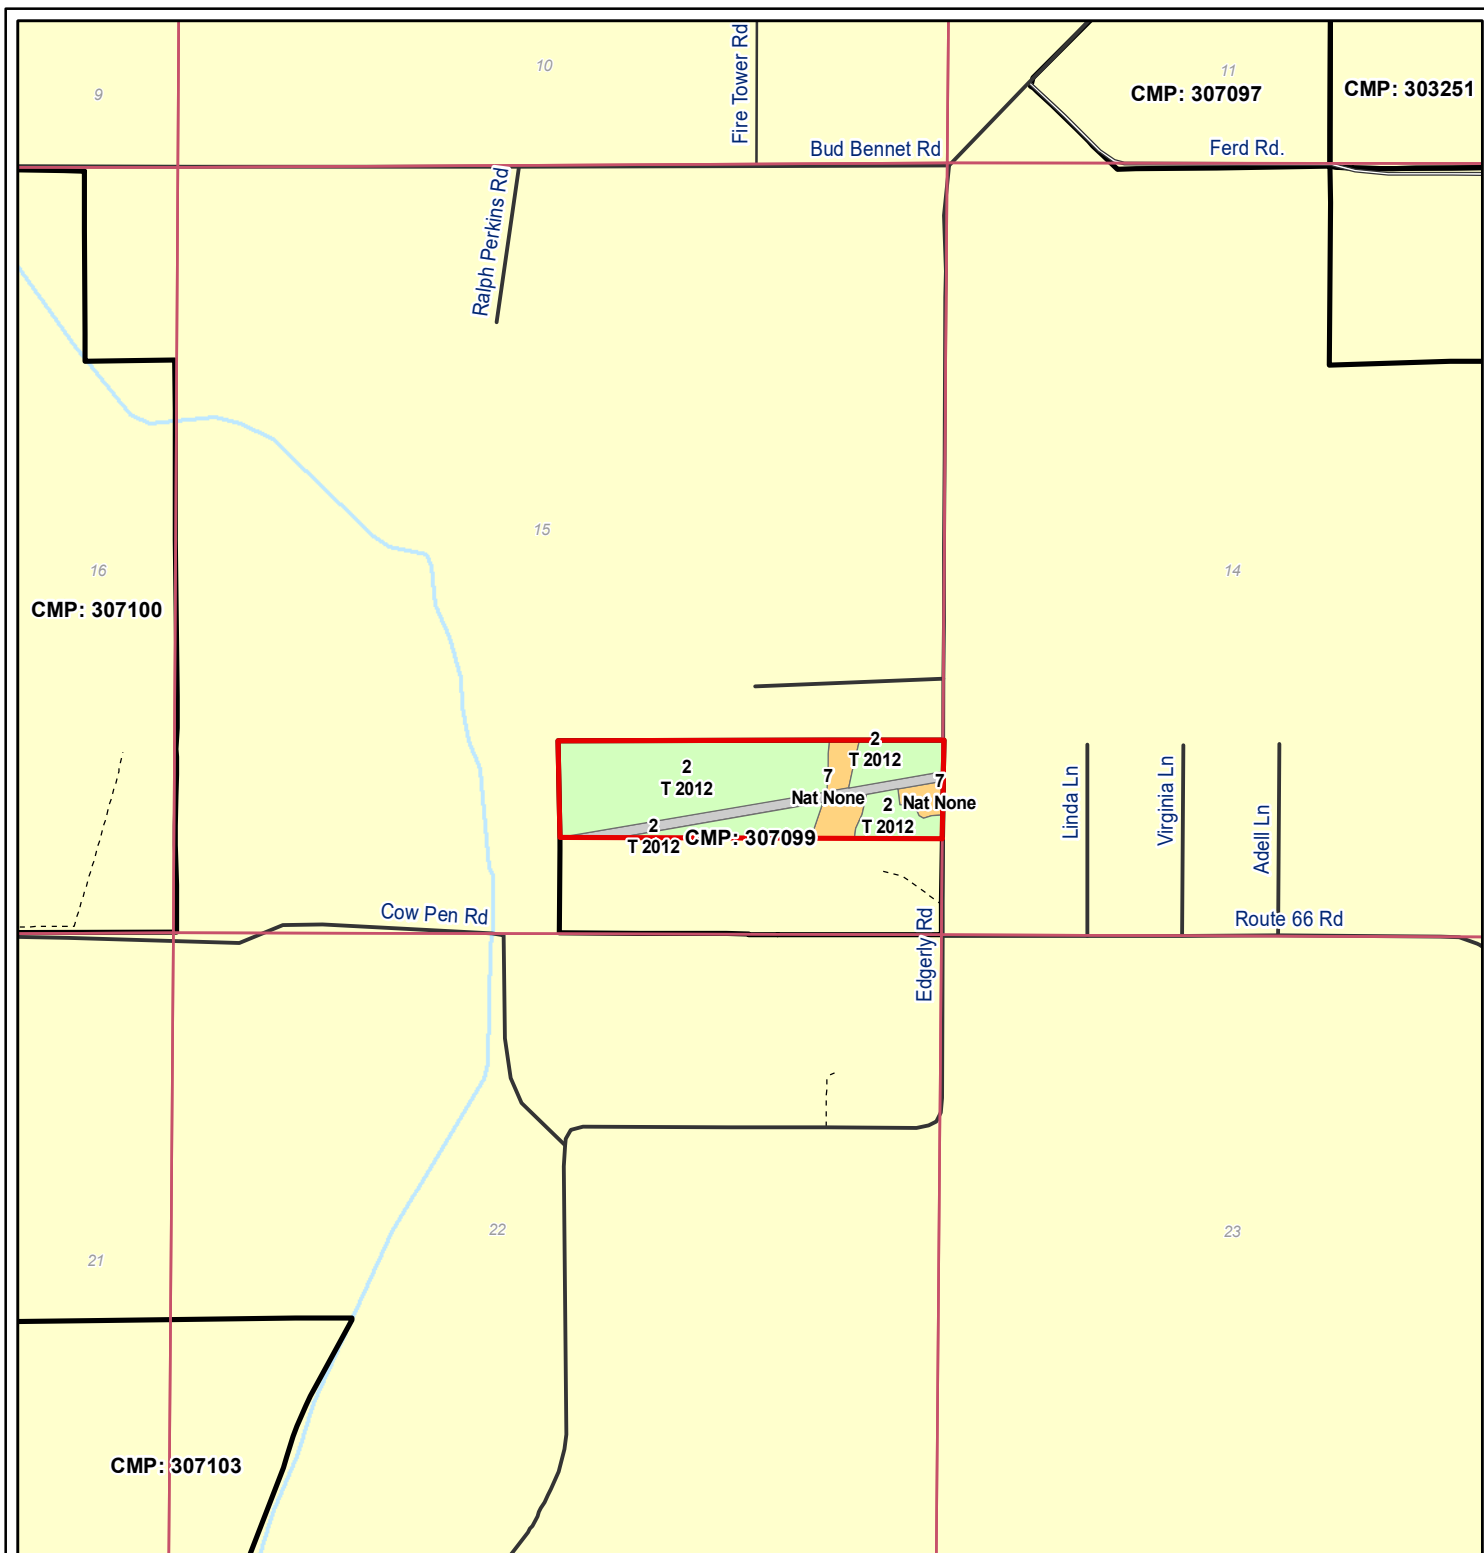 10
Fire Tower Rd
11
CMP: 307097
CMP: 303251
9
Bud Bennet Rd
Ferd Rd.
Ralph Perkins Rd
15
16
14
CMP: 307100
2
T 2012
2
T 2012
7
Nat None
7
Nat None
2
T 2012
2
T 2012
CMP: 307099
Linda Ln
Virginia Ln
Adell Ln
Cow Pen Rd
Edgerly Rd
Route 66 Rd
22
23
21
CMP: 307103